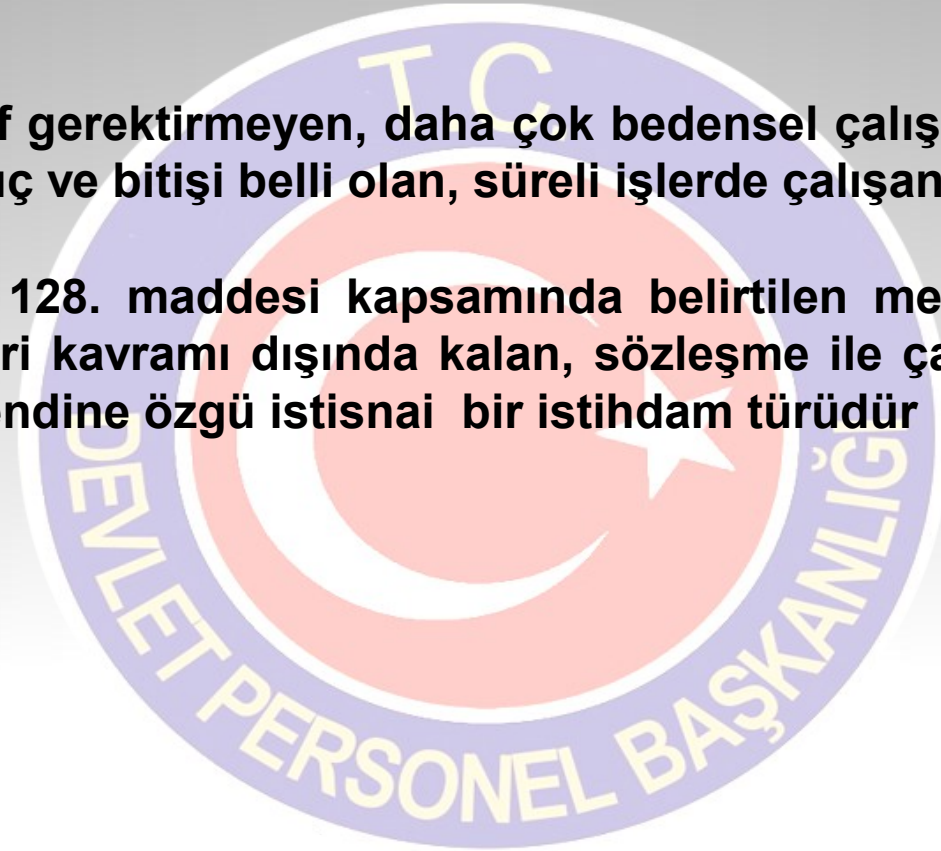 T C
f gerektirmeyen, daha çok bedensel çalış
ıç ve bitişi belli olan, süreli işlerde çalışan
128. maddesi kapsamında belirtilen me
ri kavramı dışında kalan, sözleşme ile ça
endine özgü istisnai bir istihdam türüdür
DEVLET PERSONEL BAŞKANLIĞI